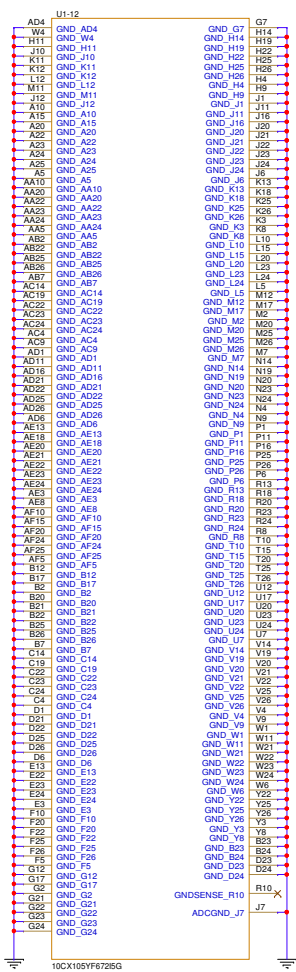 U1-12
AD4 GND_AD4 GND_G7 G7
W4 GND_W4 GND_H14 H14
H11 GND_H11 GND_H19 H19
J10 GND_J10 GND_H22 H22
K11 GND_K11 GND_H25 H25
K12 GND_K12 GND_H26 H26
L12 GND_L12 GND_H4 H4
M11 GND_M11 GND_H9 H9
J12 GND_J12 GND_J1 J1
A10 GND_A10 GND_J11 J11
A15 GND_A15 GND_J16 J16
A20 GND_A20 GND_J20 J20
A22 GND_A22 GND_J21 J21
A23 GND_A23 GND_J22 J22
A24 GND_A24 GND_J23 J23
A25 GND_A25 GND_J24 J24
A5 GND_A5 GND_J6 J6
AA10 GND_AA10 GND_K13 K13
AA20 GND_AA20 GND_K18 K18
AA22 GND_AA22 GND_K25 K25
AA23 GND_AA23 GND_K26 K26
AA24 GND_AA24 GND_K3 K3
AA5 GND_AA5 GND_K8 K8
AB2 GND_AB2 GND_L10 L10
AB22 GND_AB22 GND_L15 L15
AB25 GND_AB25 GND_L20 L20
AB26 GND_AB26 GND_L23 L23
AB7 GND_AB7 GND_L24 L24
AC14 GND_AC14 GND_L5 L5
AC19 GND_AC19 GND_M12 M12
AC22 GND_AC22 GND_M17 M17
AC23 GND_AC23 GND_M2 M2
AC24 GND_AC24 GND_M20 M20
AC4 GND_AC4 GND_M25 M25
AC9 GND_AC9 GND_M26 M26
AD1 GND_AD1 GND_M7 M7
AD11 GND_AD11 GND_N14 N14
AD16 GND_AD16 GND_N19 N19
AD21 GND_AD21 GND_N20 N20
AD22 GND_AD22 GND_N23 N23
AD25 GND_AD25 GND_N24 N24
AD26 GND_AD26 GND_N4 N4
AD6 GND_AD6 GND_N9 N9
AE13 GND_AE13 GND_P1 P1
AE18 GND_AE18 GND_P11 P11
AE20 GND_AE20 GND_P16 P16
AE21 GND_AE21 GND_P25 P25
AE22 GND_AE22 GND_P26 P26
AE23 GND_AE23 GND_P6 P6
AE24 GND_AE24 GND_R13 R13
AE3 GND_AE3 GND_R18 R18
AE8 GND_AE8 GND_R20 R20
AF10 GND_AF10 GND_R23 R23
AF15 GND_AF15 GND_R24 R24
AF20 GND_AF20 GND_R8 R8
AF24 GND_AF24 GND_T10 T10
AF25 GND_AF25 GND_T15 T15
AF5 GND_AF5 GND_T20 T20
B12 GND_B12 GND_T25 T25
B17 GND_B17 GND_T26 T26
B2 GND_B2 GND_U12 U12
B20 GND_B20 GND_U17 U17
B21 GND_B21 GND_U20 U20
B22 GND_B22 GND_U23 U23
B25 GND_B25 GND_U24 U24
B26 GND_B26 GND_U7 U7
B7 GND_B7 GND_V14 V14
C14 GND_C14 GND_V19 V19
C19 GND_C19 GND_V20 V20
C22 GND_C22 GND_V21 V21
C23 GND_C23 GND_V22 V22
C24 GND_C24 GND_V25 V25
C4 GND_C4 GND_V26 V26
D1 GND_D1 GND_V4 V4
D21 GND_D21 GND_V9 V9
D22 GND_D22 GND_W1 W1
D25 GND_D25 GND_W11 W11
D26 GND_D26 GND_W21 W21
D6 GND_D6 GND_W22 W22
E13 GND_E13 GND_W23 W23
E22 GND_E22 GND_W24 W24
E23 GND_E23 GND_W6 W6
E24 GND_E24 GND_Y22 Y22
E3 GND_E3 GND_Y25 Y25
F10 GND_F10 GND_Y26 Y26
F20 GND_F20 GND_Y3 Y3
F22 GND_F22 GND_Y8 Y8
F25 GND_F25 GND_B23 B23
F26 GND_F26 GND_B24 B24
F5 GND_F5 GND_D23 D23
G12 GND_G12 GND_D24 D24
G17 GND_G17
G2 GND_G2 GNDSENSE_R10 R10
G21 GND_G21
G22 GND_G22 ADCGND_J7 J7
G23 GND_G23
G24 GND_G24
10CX105YF672I5G